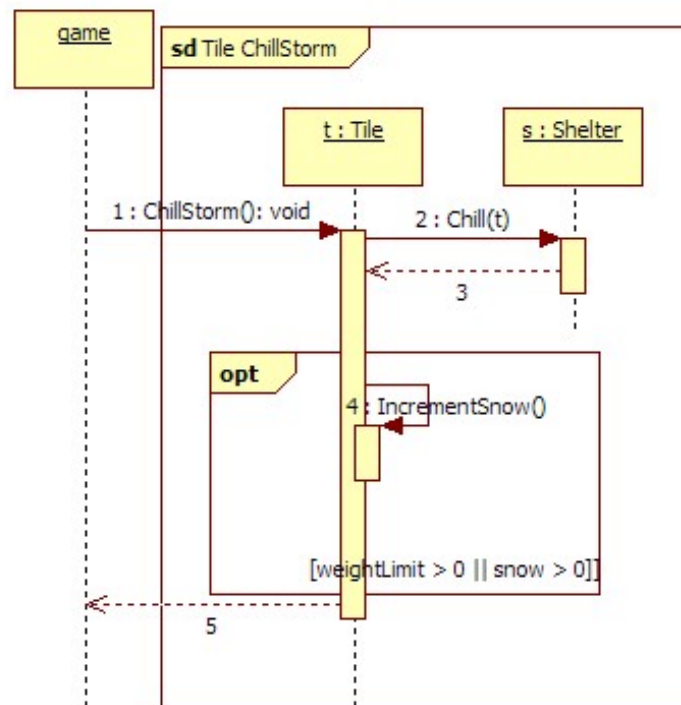 game
sd Tile ChillStorm
t : Tile
s : Shelter
1 : ChillStorm(): void
2 : Chill(t)
3
opt
4 : IncrementSnow()
[weightLimit > 0 || snow > 0]]
5